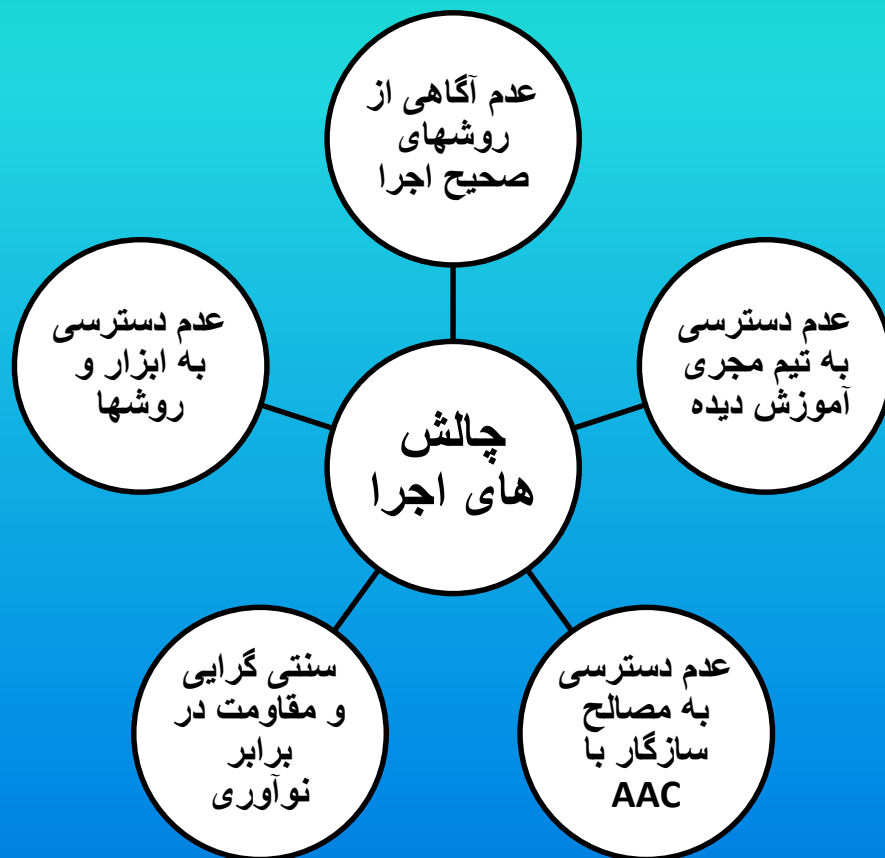 عدم آگاهی از
روشهای
صحیح اجرا
عدم دسترسی
به تیم مجری
آموزش دیده
عدم دسترسی
به ابزار و
روشها
چالش
های اجرا
عدم دسترسی
به مصالح
سازگار با
AAC
سنتی گرایی
و مقاومت در
برابر
نوآوری